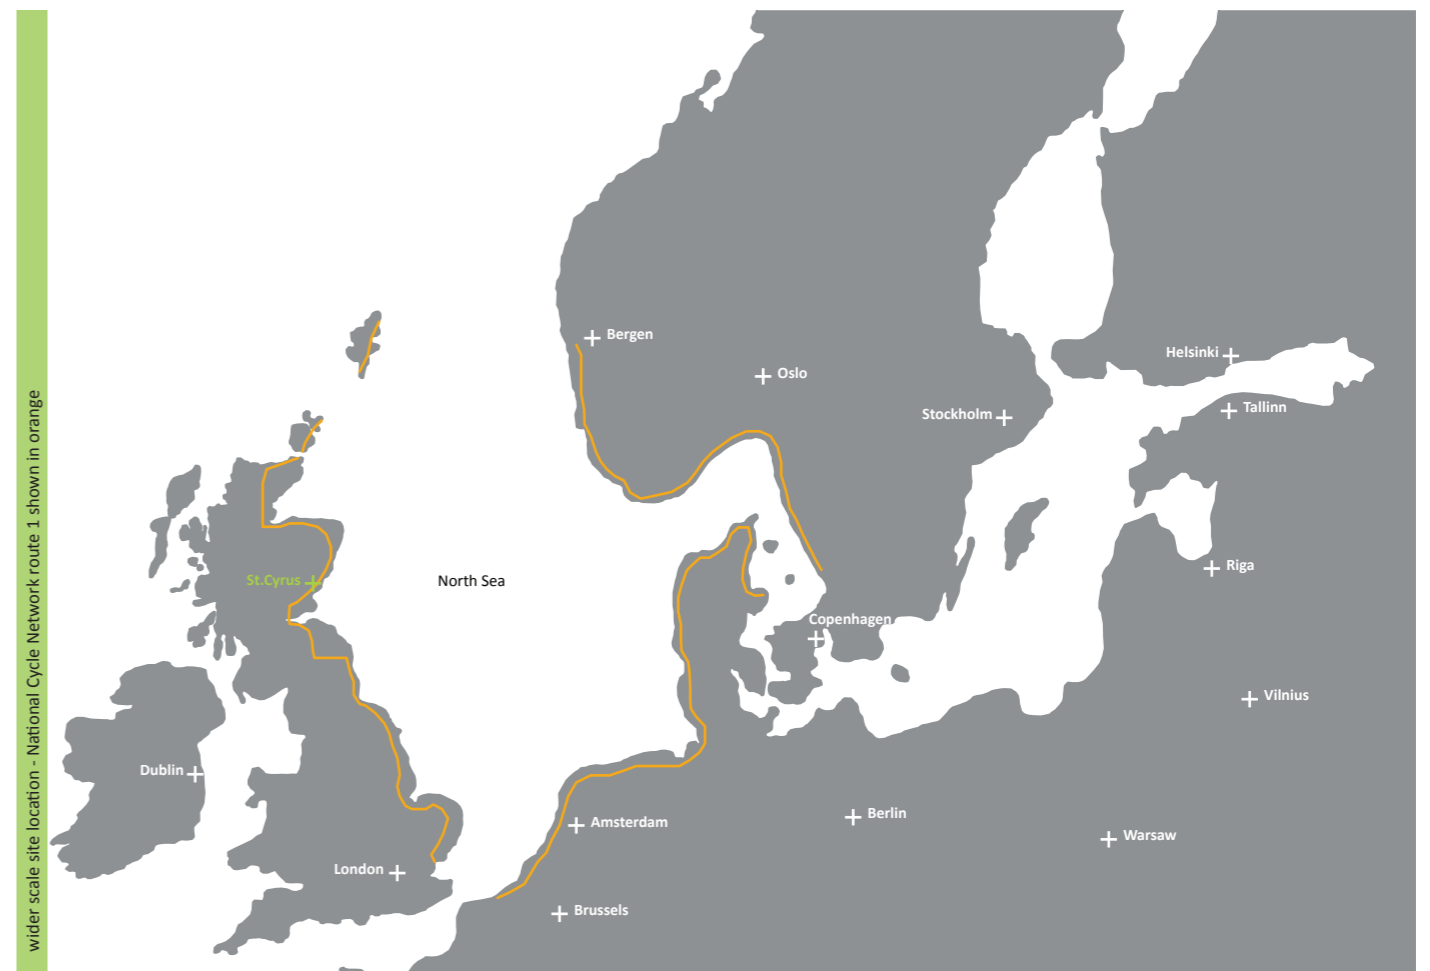 wider scale site location - National Cycle Network route 1 shown in orange
Bergen
Oslo
Helsinki
Stockholm
Tallinn
St.Cyrus
North Sea
Riga
Copenhagen
Vilnius
Dublin
Amsterdam
Berlin
Warsaw
London
Brussels